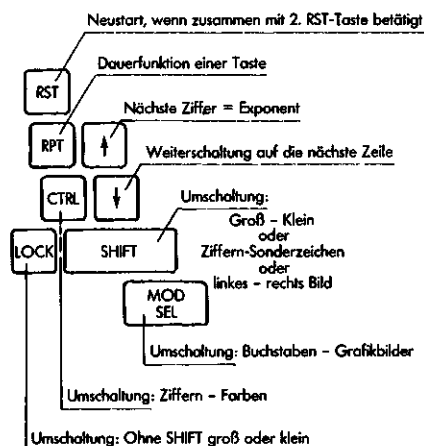 Neustart, wenn zusammen mit 2. RST-Taste betätigt
Dauerfunktion einer Taste
RST
Nächste Ziffer = Exponent
RPT
Weiterschaltung auf die nächste Zeile
CTRL
Umschaltung:
Groß – Klein
oder
Ziffern-Sonderzeichen
oder
linkes – rechts Bild
LOCK
SHIFT
MOD
SEL
Umschaltung: Buchstaben – Grafikbilder
Umschaltung: Ziffern – Farben
Umschaltung: Ohne SHIFT groß oder klein